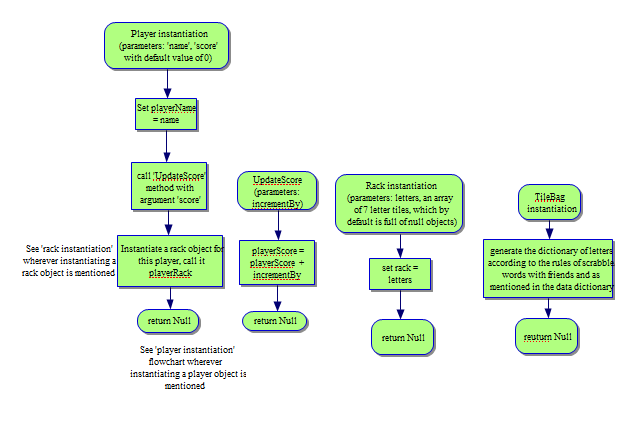 Player instantiation
(parameters: 'name', 'score'
with default value of 0)
Set playerName
= name
call 'UpdateScore'
method with
argument 'score'
See 'rack instantiation'
wherever instantiating a
rack object is mentioned
Instantiate a rack object for
this player, call it
playerRack
return Null
See 'player instantiation'
flowchart wherever
instantiating a player object is
mentioned
UpdateScore
(parameters:
incrementBy)
playerScore =
playerScore +
incrementBy
return Null
Rack instantiation
(parameters: letters, an array
of 7 letter tiles, which by
default is full of null objects)
set rack =
letters
return Null
TileBag
instantiation
generate the dictionary of letters
according to the rules of scrabble
words with friends and as
mentioned in the data dictionary
reuturn Null